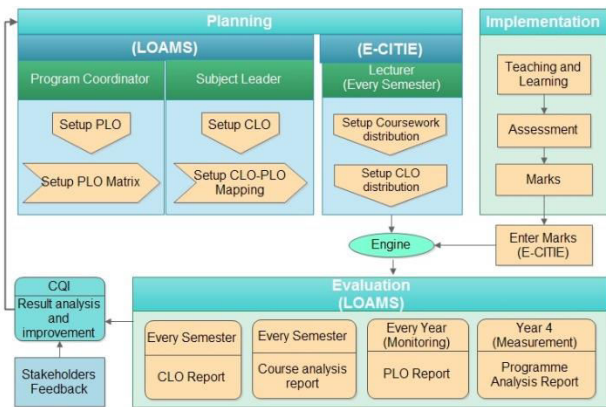 Planning
(LOAMS)
Program Coordinator
Subject Leader
Setup PLO
Setup CLO
Setup PLO Matrix
Setup CLO-PLO
Mapping
(E-CITIE)
Lecturer
(Every Semester)
Setup Coursework
distribution
Setup CLO
distribution
Implementation
Teaching and
Learning
Assessment
Marks
Enter Marks
(E-CITIE)
Engine
Evaluation
(LOAMS)
Every Semester
CLO Report
Every Semester
Course analysis
report
Every Year
(Monitoring)
PLO Report
Year 4
(Measurement)
Programme
Analysis Report
CQI
Result analysis
and
improvement
Stakeholders
Feedback